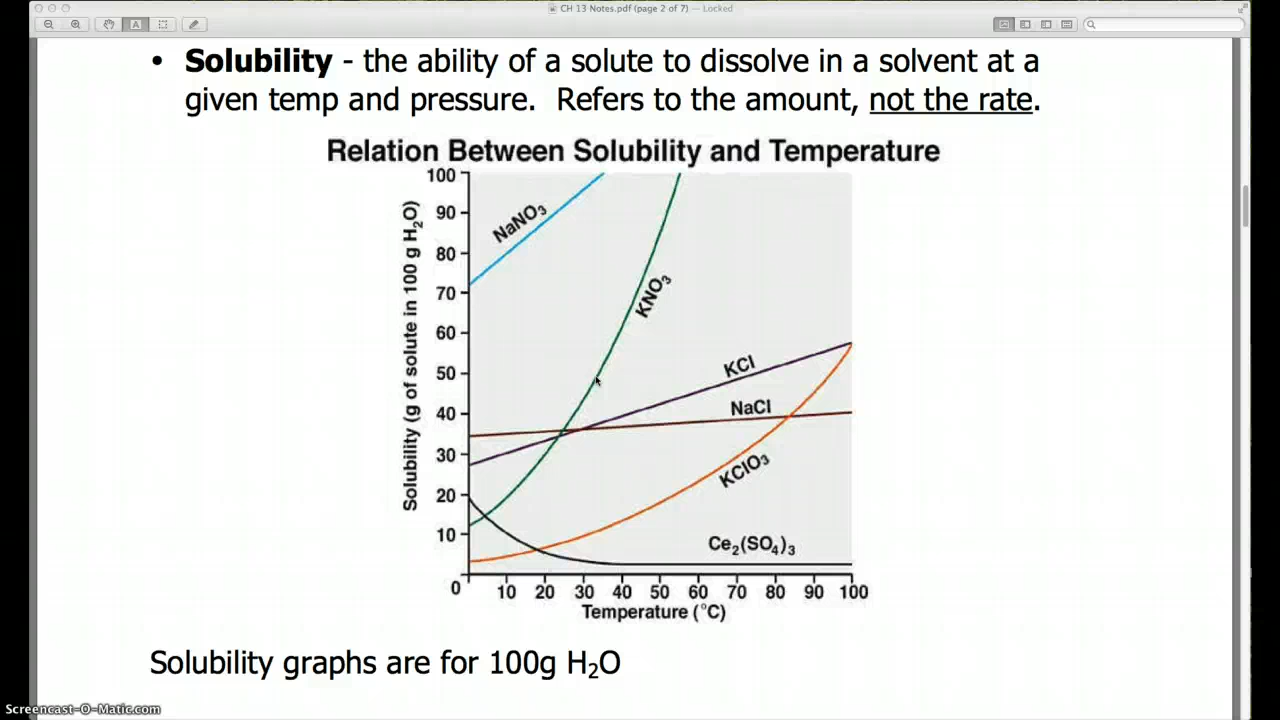 CH 13 Notes.pdf (page 2 of 7) — Locked
• Solubility - the ability of a solute to dissolve in a solvent at a
given temp and pressure.  Refers to the amount, not the rate.
Relation Between Solubility and Temperature
Solubility (g of solute in 100 g H₂O)
100
90
80
70
60
50
40
30
20
10
0
NaNO₃
KNO₃
KCl
NaCl
KClO₃
Ce₂(SO₄)₃
10 20 30 40 50 60 70 80 90 100
Temperature (°C)
Solubility graphs are for 100g H₂O
Screencast-O-Matic.com